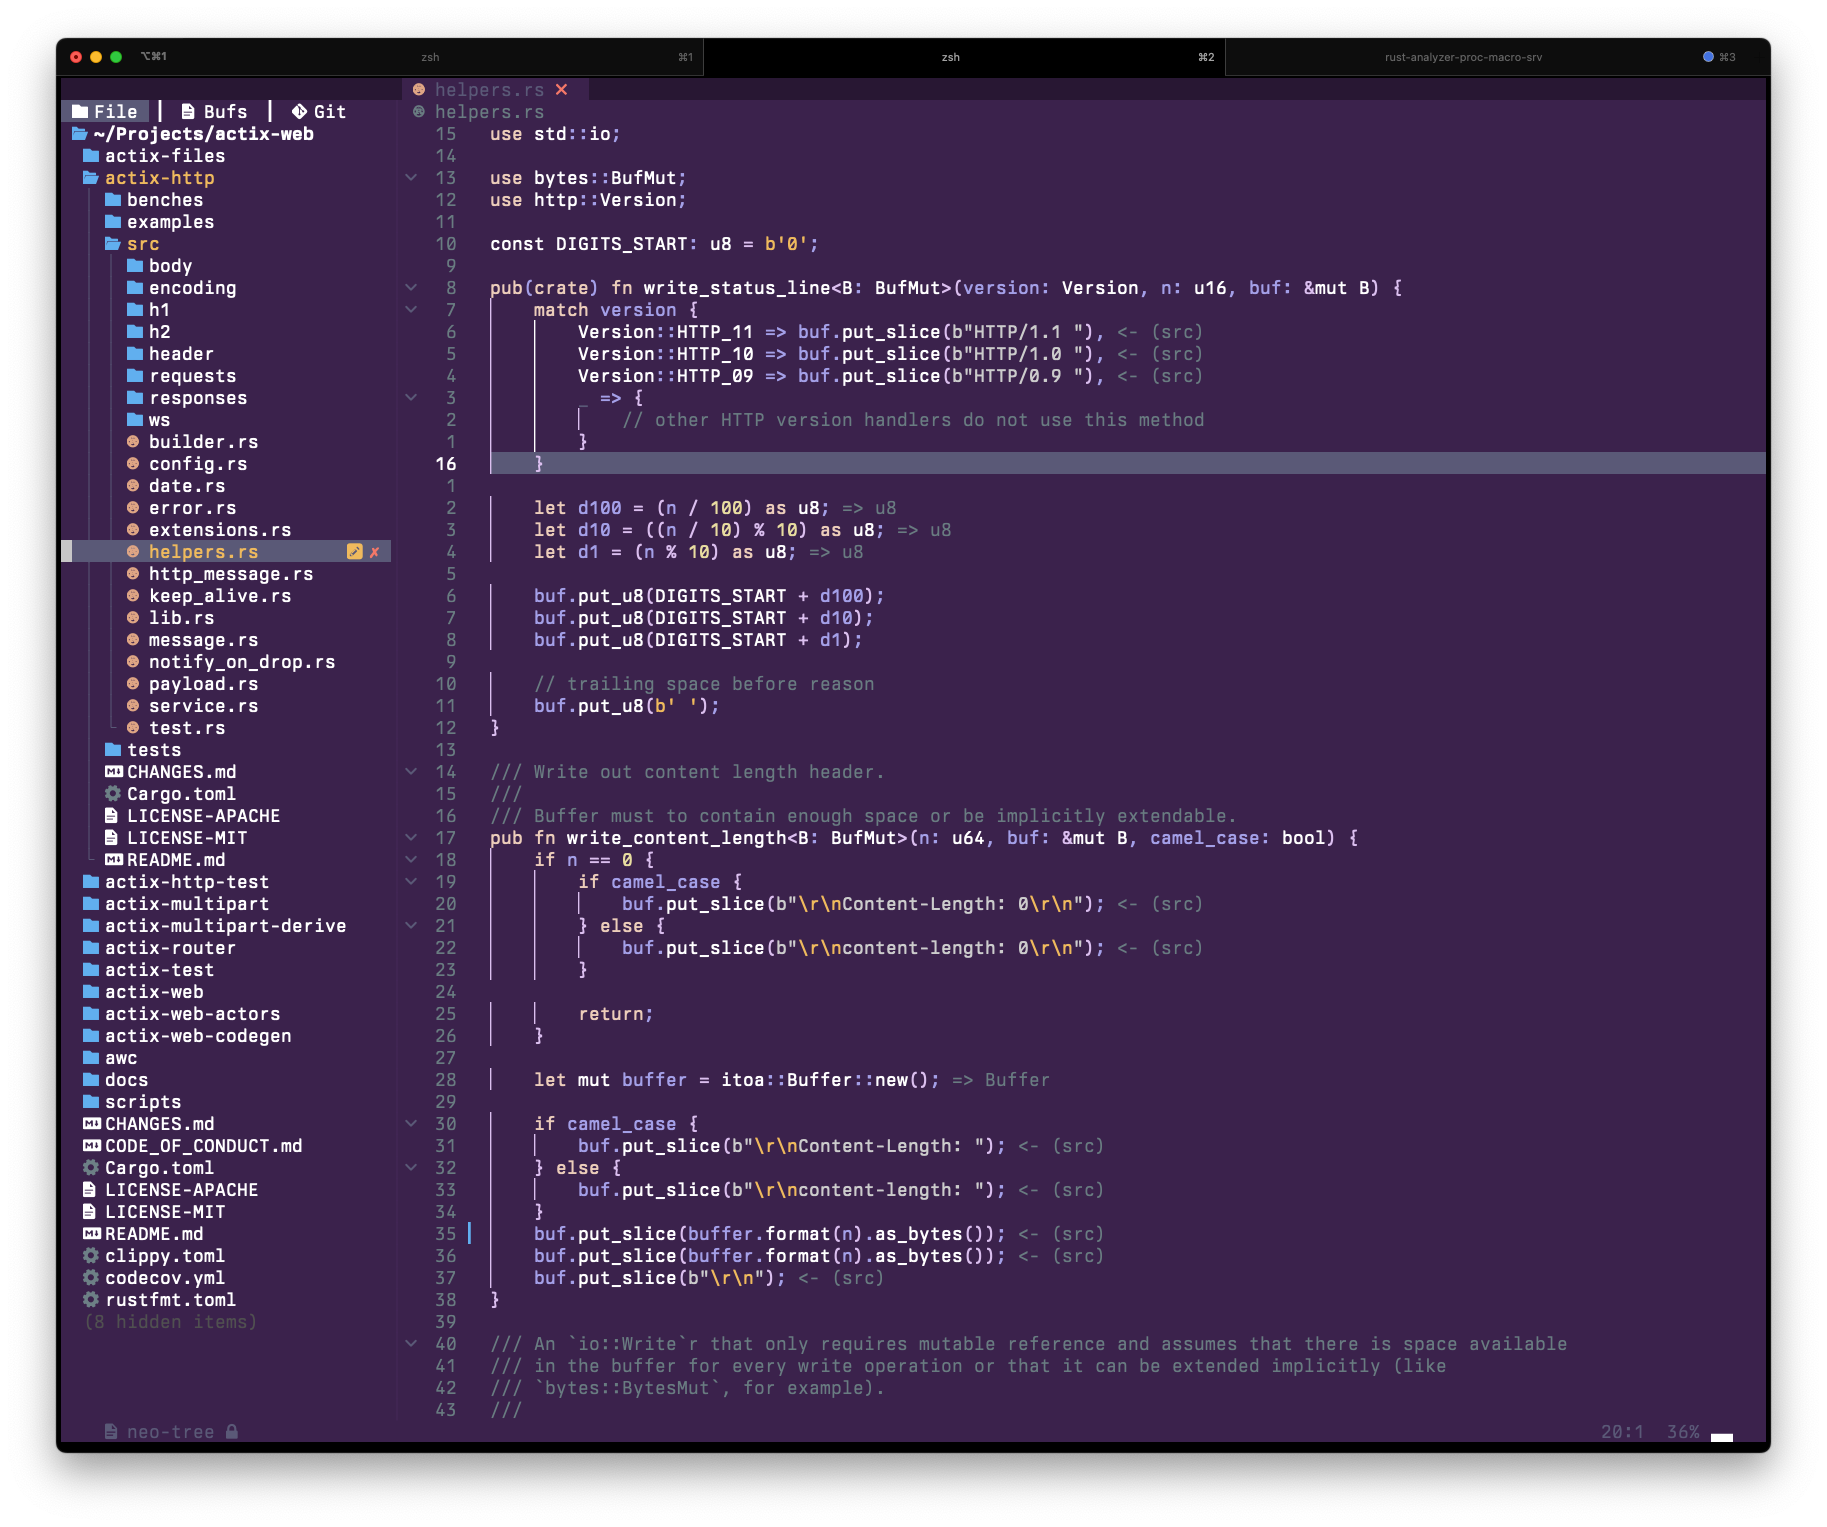 ⌥⌘1 zsh ⌘1 zsh ⌘2 rust-analyzer-proc-macro-srv ⌘3
File Bufs Git
~/Projects/actix-web
actix-files
actix-http
benches
examples
src
body
encoding
h1
h2
header
requests
responses
ws
builder.rs
config.rs
date.rs
error.rs
extensions.rs
helpers.rs ✗
http_message.rs
keep_alive.rs
lib.rs
message.rs
notify_on_drop.rs
payload.rs
service.rs
test.rs
tests
CHANGES.md
Cargo.toml
LICENSE-APACHE
LICENSE-MIT
README.md
actix-http-test
actix-multipart
actix-multipart-derive
actix-router
actix-test
actix-web
actix-web-actors
actix-web-codegen
awc
docs
scripts
CHANGES.md
CODE_OF_CONDUCT.md
Cargo.toml
LICENSE-APACHE
LICENSE-MIT
README.md
clippy.toml
codecov.yml
rustfmt.toml
(8 hidden items)
helpers.rs ✕
helpers.rs
15 use std::io;
14
13 use bytes::BufMut;
12 use http::Version;
11
10 const DIGITS_START: u8 = b'0';
9
8 pub(crate) fn write_status_line<B: BufMut>(version: Version, n: u16, buf: &mut B) {
7 match version {
6 Version::HTTP_11 => buf.put_slice(b"HTTP/1.1 "), <- (src)
5 Version::HTTP_10 => buf.put_slice(b"HTTP/1.0 "), <- (src)
4 Version::HTTP_09 => buf.put_slice(b"HTTP/0.9 "), <- (src)
3 _ => {
2 // other HTTP version handlers do not use this method
1 }
16 }
1
2 let d100 = (n / 100) as u8; => u8
3 let d10 = ((n / 10) % 10) as u8; => u8
4 let d1 = (n % 10) as u8; => u8
5
6 buf.put_u8(DIGITS_START + d100);
7 buf.put_u8(DIGITS_START + d10);
8 buf.put_u8(DIGITS_START + d1);
9
10 // trailing space before reason
11 buf.put_u8(b' ');
12 }
13
14 /// Write out content length header.
15 ///
16 /// Buffer must to contain enough space or be implicitly extendable.
17 pub fn write_content_length<B: BufMut>(n: u64, buf: &mut B, camel_case: bool) {
18 if n == 0 {
19 if camel_case {
20 buf.put_slice(b"\r\nContent-Length: 0\r\n"); <- (src)
21 } else {
22 buf.put_slice(b"\r\ncontent-length: 0\r\n"); <- (src)
23 }
24
25 return;
26 }
27
28 let mut buffer = itoa::Buffer::new(); => Buffer
29
30 if camel_case {
31 buf.put_slice(b"\r\nContent-Length: "); <- (src)
32 } else {
33 buf.put_slice(b"\r\ncontent-length: "); <- (src)
34 }
35 buf.put_slice(buffer.format(n).as_bytes()); <- (src)
36 buf.put_slice(buffer.format(n).as_bytes()); <- (src)
37 buf.put_slice(b"\r\n"); <- (src)
38 }
39
40 /// An `io::Write`r that only requires mutable reference and assumes that there is space available
41 /// in the buffer for every write operation or that it can be extended implicitly (like
42 /// `bytes::BytesMut`, for example).
43 ///
neo-tree 20:1 36%